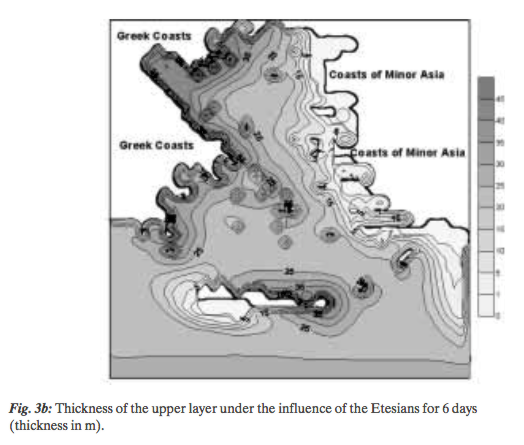 Greek Coasts
Coasts of Minor Asia
Greek Coasts
Coasts of Minor Asia
45
40
35
30
25
20
15
10
5
1
Fig. 3b: Thickness of the upper layer under the influence of the Etesians for 6 days
(thickness in m).